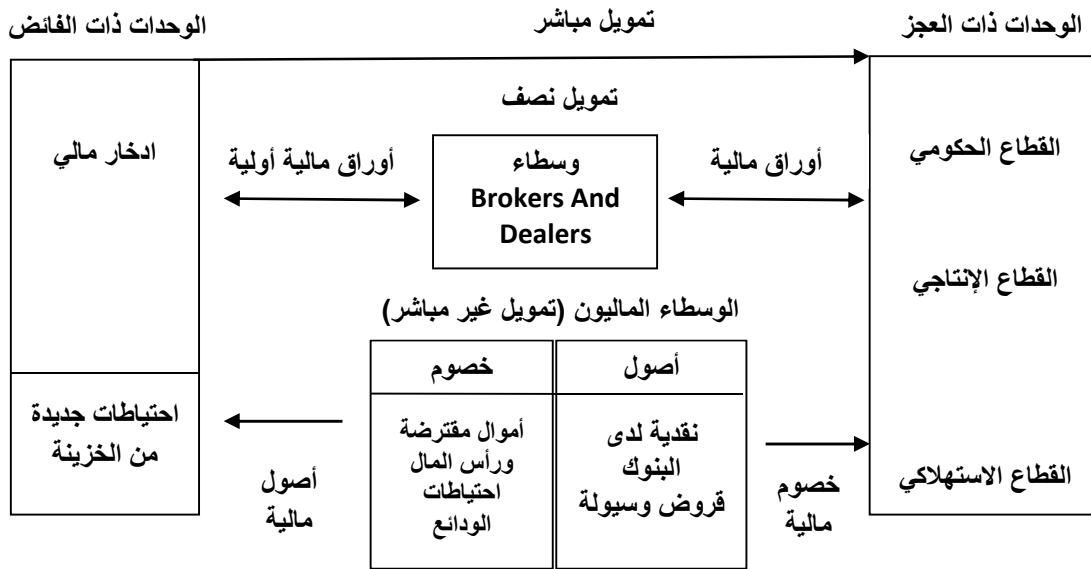 الوحدات ذات العجز
تمويل مباشر
الوحدات ذات الفائض
القطاع الحكومي
القطاع الإنتاجي
القطاع الاستهلاكي
تمويل نصف
أوراق مالية
وسطاء
Brokers And
Dealers
أوراق مالية أولية
ادخار مالي
احتياطات جديدة
من الخزينة
الوسطاء الماليون (تمويل غير مباشر)
أصول
نقدية لدى
البنوك
قروض وسيولة
خصوم
أموال مقترضة
ورأس المال
احتياطات
الودائع
خصوم
مالية
أصول
مالية